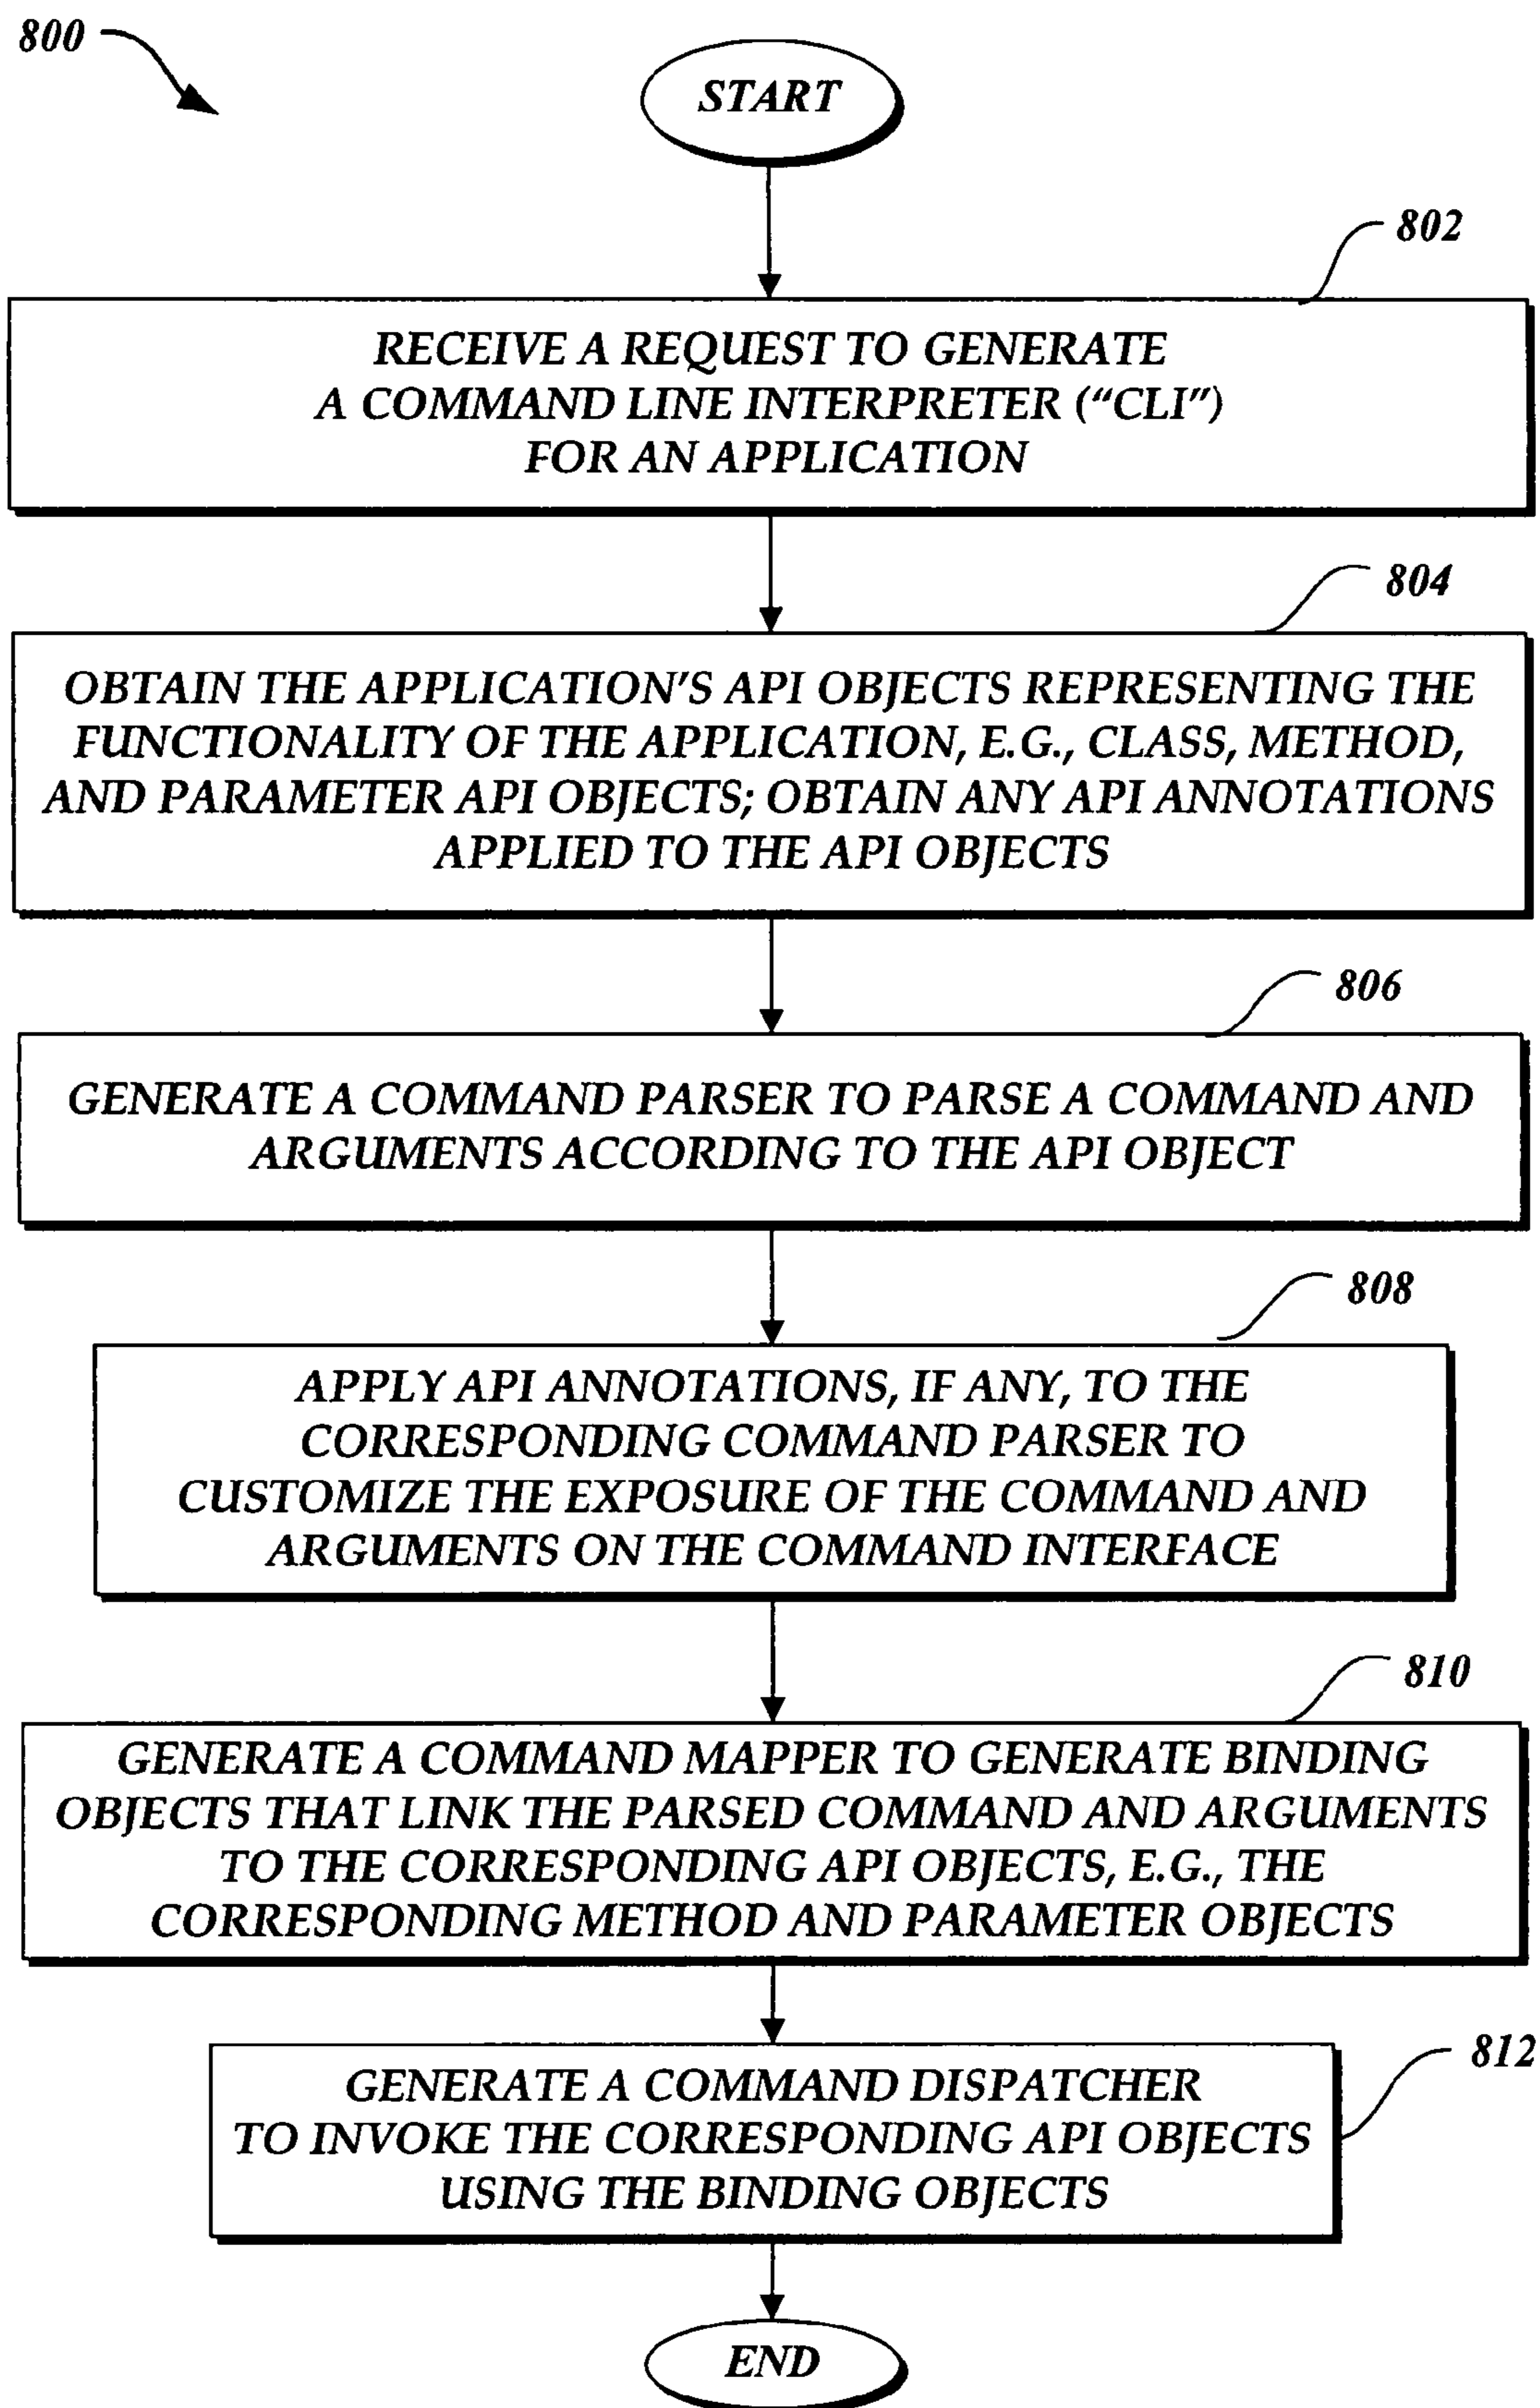 800
START
802
RECEIVE A REQUEST TO GENERATE
A COMMAND LINE INTERPRETER (“CLI”)
FOR AN APPLICATION
804
OBTAIN THE APPLICATION'S API OBJECTS REPRESENTING THE
FUNCTIONALITY OF THE APPLICATION, E.G., CLASS, METHOD,
AND PARAMETER API OBJECTS; OBTAIN ANY API ANNOTATIONS
APPLIED TO THE API OBJECTS
806
GENERATE A COMMAND PARSER TO PARSE A COMMAND AND
ARGUMENTS ACCORDING TO THE API OBJECT
808
APPLY API ANNOTATIONS, IF ANY, TO THE
CORRESPONDING COMMAND PARSER TO
CUSTOMIZE THE EXPOSURE OF THE COMMAND AND
ARGUMENTS ON THE COMMAND INTERFACE
810
GENERATE A COMMAND MAPPER TO GENERATE BINDING
OBJECTS THAT LINK THE PARSED COMMAND AND ARGUMENTS
TO THE CORRESPONDING API OBJECTS, E.G., THE
CORRESPONDING METHOD AND PARAMETER OBJECTS
812
GENERATE A COMMAND DISPATCHER
TO INVOKE THE CORRESPONDING API OBJECTS
USING THE BINDING OBJECTS
END